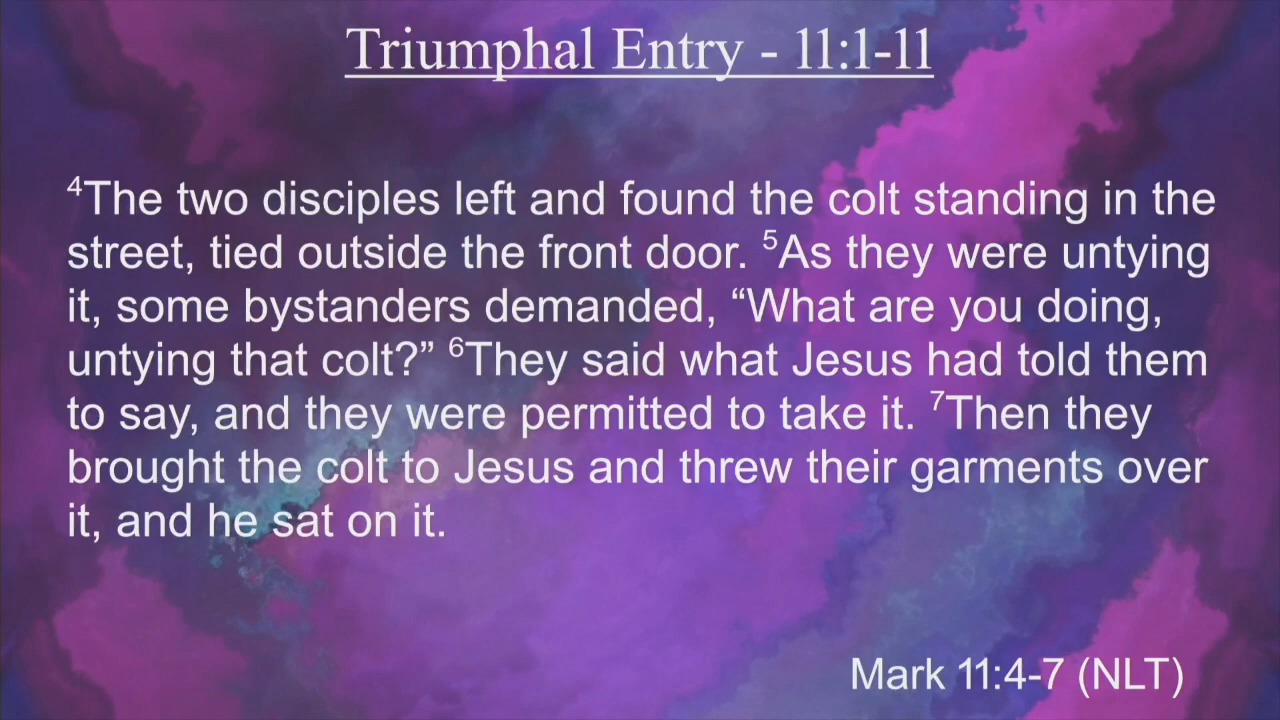 Triumphal Entry - 11:1-11
⁴The two disciples left and found the colt standing in the
street, tied outside the front door. ⁵As they were untying
it, some bystanders demanded, “What are you doing,
untying that colt?” ⁶They said what Jesus had told them
to say, and they were permitted to take it. ⁷Then they
brought the colt to Jesus and threw their garments over
it, and he sat on it.
Mark 11:4-7 (NLT)